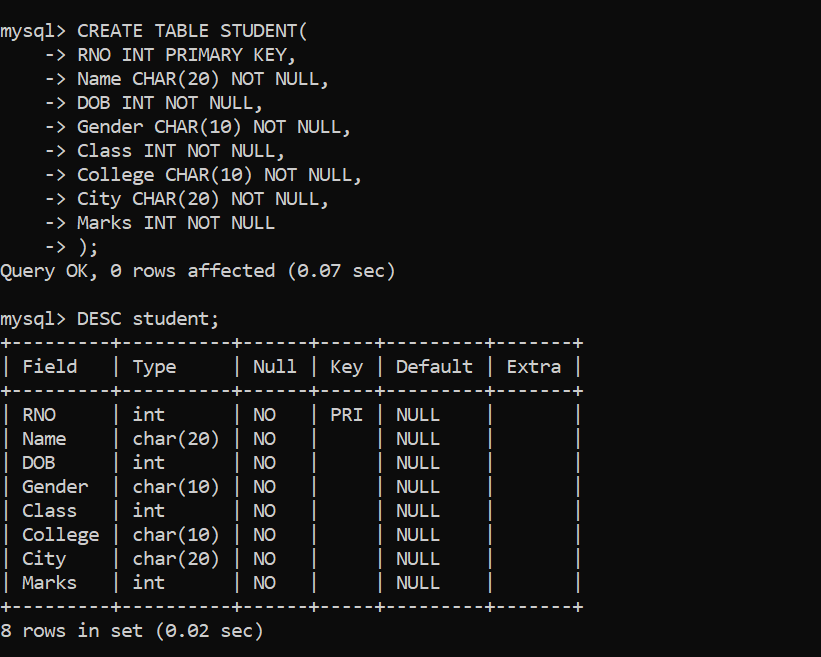 mysql> CREATE TABLE STUDENT(
    -> RNO INT PRIMARY KEY,
    -> Name CHAR(20) NOT NULL,
    -> DOB INT NOT NULL,
    -> Gender CHAR(10) NOT NULL,
    -> Class INT NOT NULL,
    -> College CHAR(10) NOT NULL,
    -> City CHAR(20) NOT NULL,
    -> Marks INT NOT NULL
    -> );
Query OK, 0 rows affected (0.07 sec)

mysql> DESC student;
+---------+----------+------+-----+---------+-------+
| Field   | Type     | Null | Key | Default | Extra |
+---------+----------+------+-----+---------+-------+
| RNO     | int      | NO   | PRI | NULL    |       |
| Name    | char(20) | NO   |     | NULL    |       |
| DOB     | int      | NO   |     | NULL    |       |
| Gender  | char(10) | NO   |     | NULL    |       |
| Class   | int      | NO   |     | NULL    |       |
| College | char(10) | NO   |     | NULL    |       |
| City    | char(20) | NO   |     | NULL    |       |
| Marks   | int      | NO   |     | NULL    |       |
+---------+----------+------+-----+---------+-------+
8 rows in set (0.02 sec)